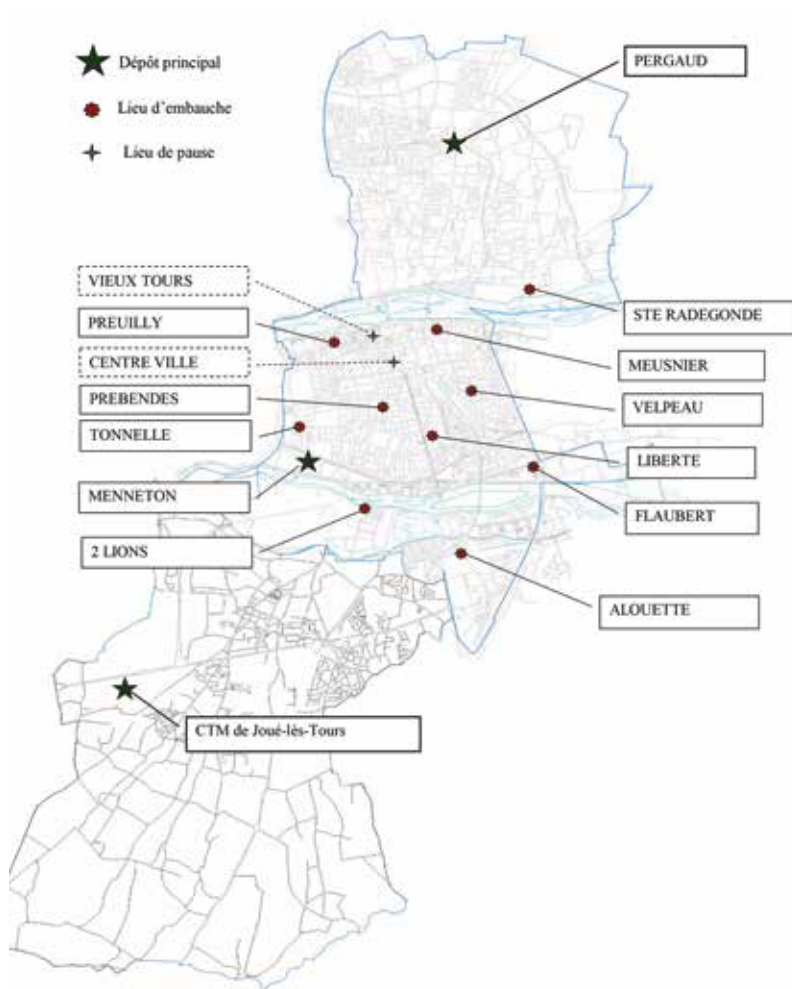 Dépôt principal
Lieu d'embauche
Lieu de pause
PERGAUD
VIEUX TOURS
PREUILLY
CENTRE VILLE
PREBENDES
TONNELLE
MENNETON
2 LIONS
STE RADEGONDE
MEUSNIER
VELPEAU
LIBERTE
FLAUBERT
ALOUETTE
CTM de Joué-lès-Tours